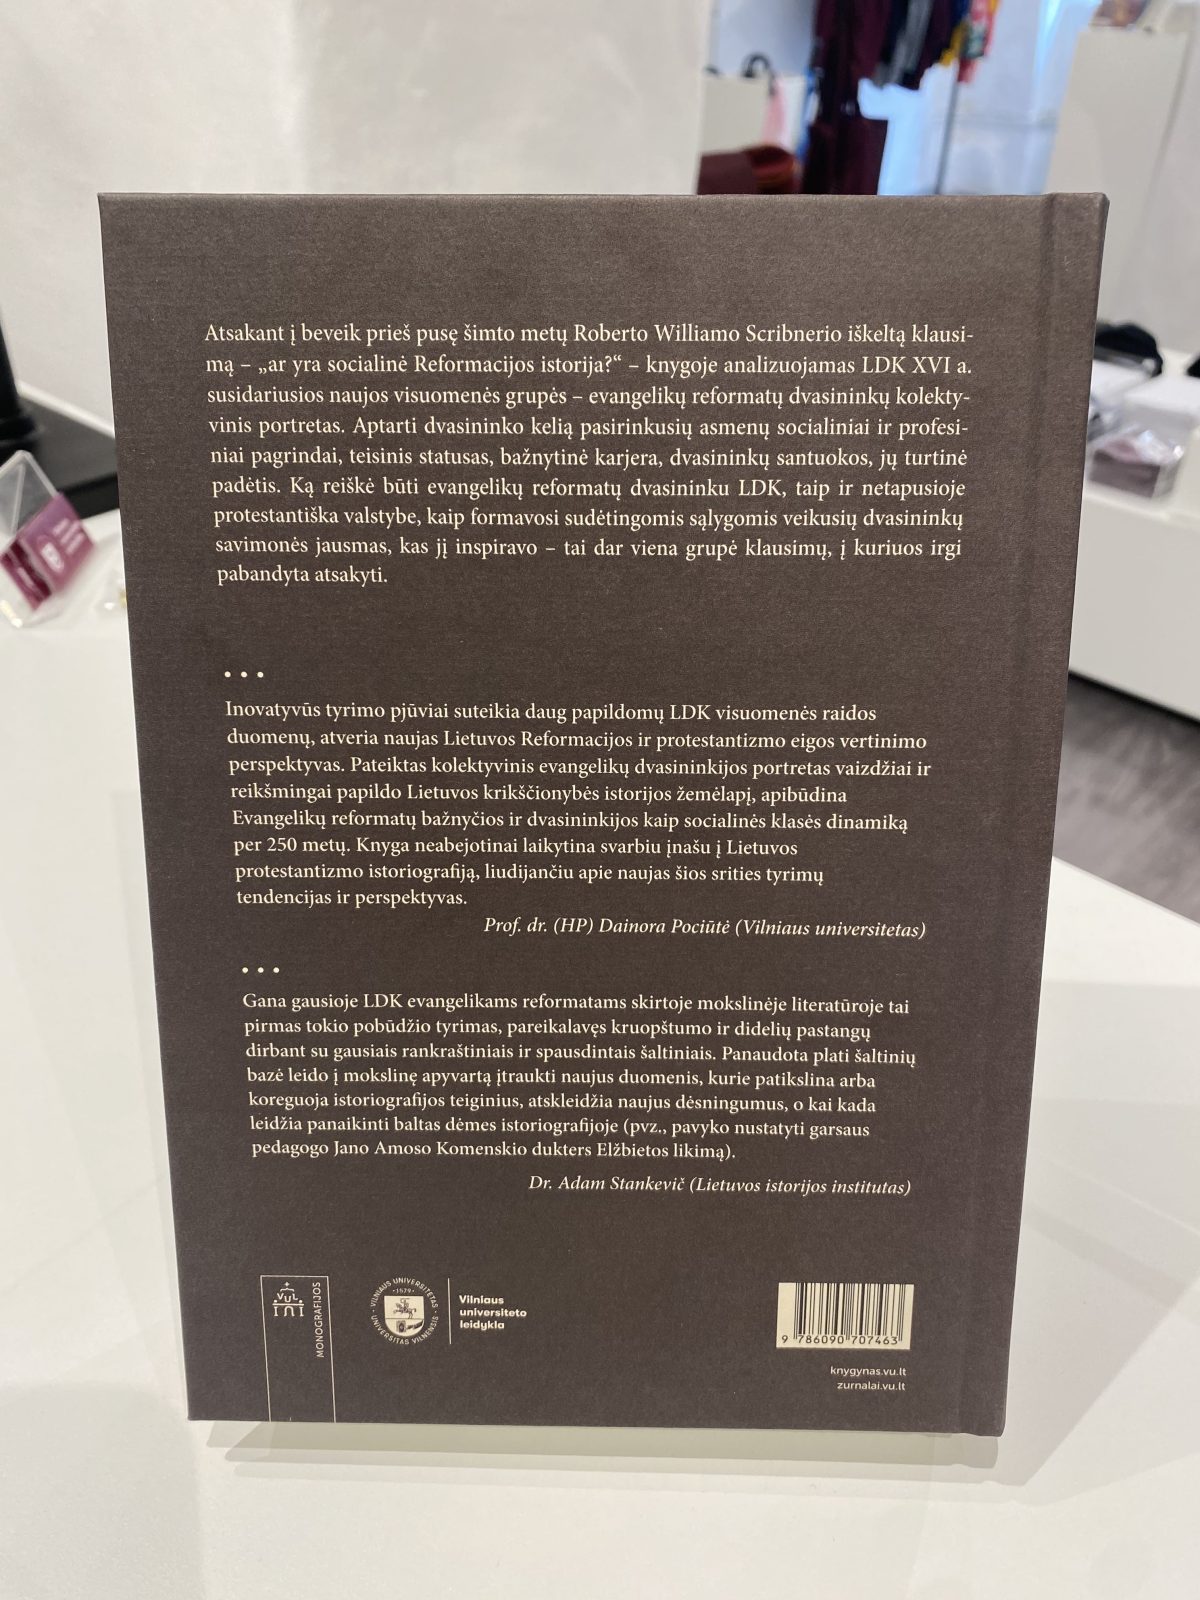 Atsakant į beveik prieš pusę šimto metų Roberto Williamo Scribnerio iškeltą klausi-
mą – „ar yra socialinė Reformacijos istorija?“ – knygoje analizuojamas LDK XVI a.
susidariusios naujos visuomenės grupės – evangelikų reformatų dvasininkų kolekty-
vinis portretas. Aptarti dvasininko kelią pasirinkusių asmenų socialiniai ir profesi-
niai pagrindai, teisinis statusas, bažnytinė karjera, dvasininkų santuokos, jų turtinė
padėtis. Ką reiškė būti evangelikų reformatų dvasininku LDK, taip ir netapusioje
protestantiška valstybe, kaip formavosi sudėtingomis sąlygomis veikusių dvasininkų
savimonės jausmas, kas jį inspiravo – tai dar viena grupė klausimų, į kuriuos irgi
pabandyta atsakyti.
• • •
Inovatyvūs tyrimo pjūviai suteikia daug papildomų LDK visuomenės raidos
duomenų, atveria naujas Lietuvos Reformacijos ir protestantizmo eigos vertinimo
perspektyvas. Pateiktas kolektyvinis evangelikų dvasininkijos portretas vaizdžiai ir
reikšmingai papildo Lietuvos krikščionybės istorijos žemėlapį, apibūdina
Evangelikų reformatų bažnyčios ir dvasininkijos kaip socialinės klasės dinamiką
per 250 metų. Knyga neabejotinai laikytina svarbiu įnašu į Lietuvos
protestantizmo istoriografiją, liudijančiu apie naujas šios srities tyrimų
tendencijas ir perspektyvas.
Prof. dr. (HP) Dainora Pociūtė (Vilniaus universitetas)
• • •
Gana gausioje LDK evangelikams reformatams skirtoje mokslinėje literatūroje tai
pirmas tokio pobūdžio tyrimas, pareikalavęs kruopštumo ir didelių pastangų
dirbant su gausiais rankraštiniais ir spausdintais šaltiniais. Panaudota plati šaltinių
bazė leido į mokslinę apyvartą įtraukti naujus duomenis, kurie patikslina arba
koreguoja istoriografijos teiginius, atskleidžia naujus dėsningumus, o kai kada
leidžia panaikinti baltas dėmes istoriografijoje (pvz., pavyko nustatyti garsaus
pedagogo Jano Amoso Komenskio dukters Elžbietos likimą).
Dr. Adam Stankevič (Lietuvos istorijos institutas)
VUL
MONOGRAFIJOS
VILNIAUS UNIVERSITETAS
1579
UNIVERSITAS VILNENSIS
Vilniaus
universiteto
leidykla
9 786090 707463
knygynas.vu.lt
zurnalai.vu.lt